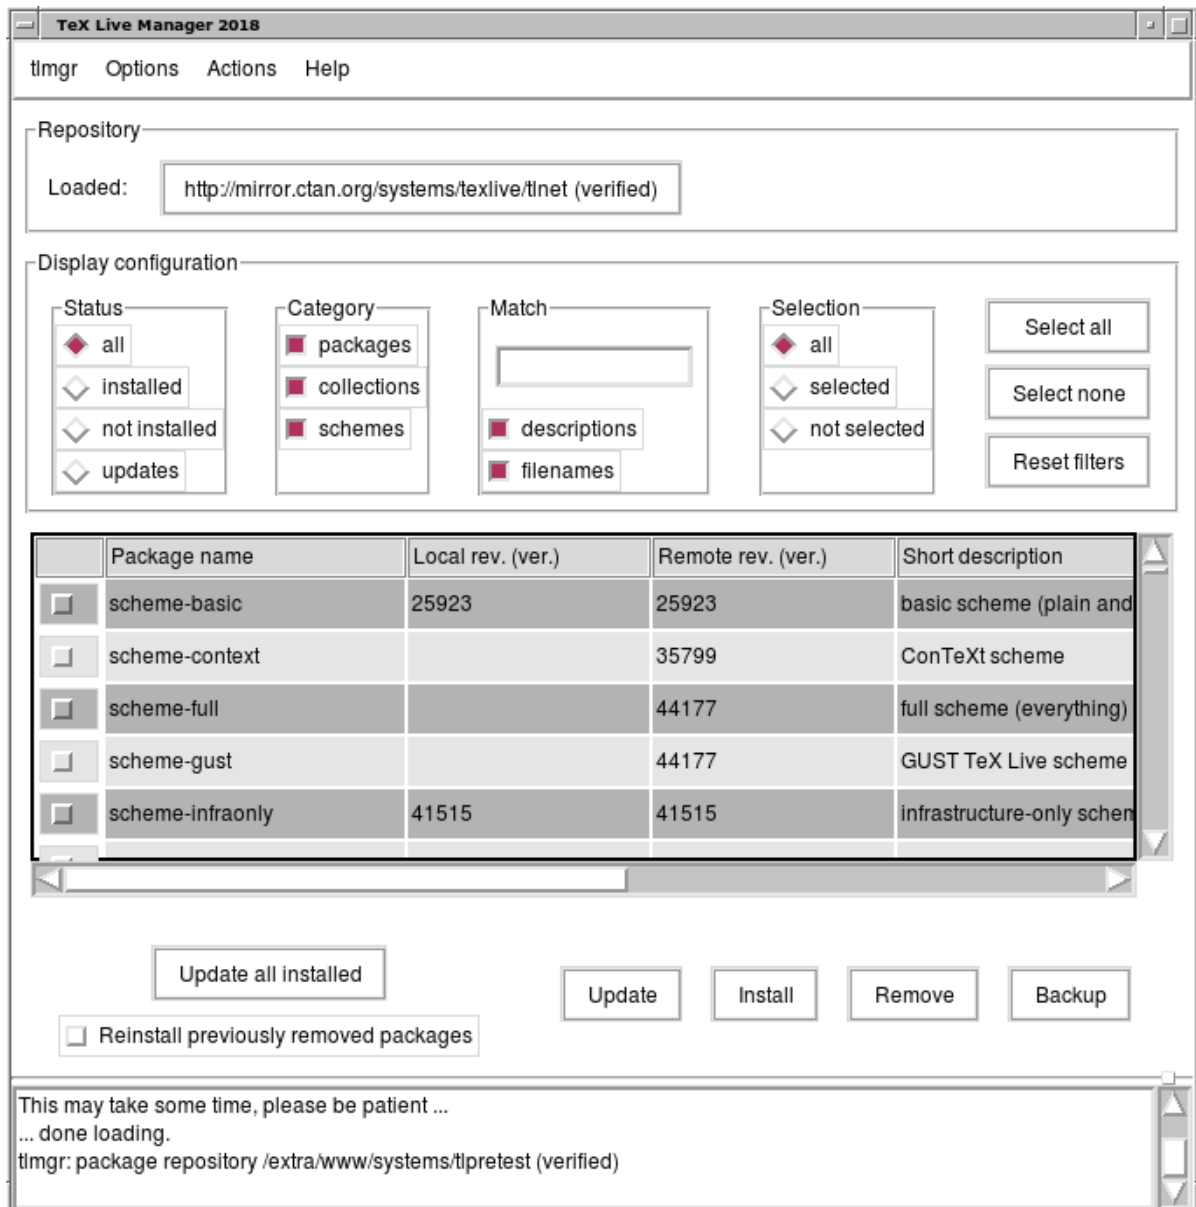 TeX Live Manager 2018
tlmgr Options Actions Help
Repository
Loaded: http://mirror.ctan.org/systems/texlive/tlnet (verified)
Display configuration
Status Category Match Selection
all packages all Select all
installed collections selected Select none
not installed schemes descriptions not selected
updates filenames Reset filters
Package name Local rev. (ver.) Remote rev. (ver.) Short description
scheme-basic 25923 25923 basic scheme (plain and
scheme-context 35799 ConTeXt scheme
scheme-full 44177 full scheme (everything)
scheme-gust 44177 GUST TeX Live scheme
scheme-infraonly 41515 41515 infrastructure-only schem
Update all installed
Update Install Remove Backup
Reinstall previously removed packages
This may take some time, please be patient ...
... done loading.
tlmgr: package repository /extra/www/systems/tlpretest (verified)